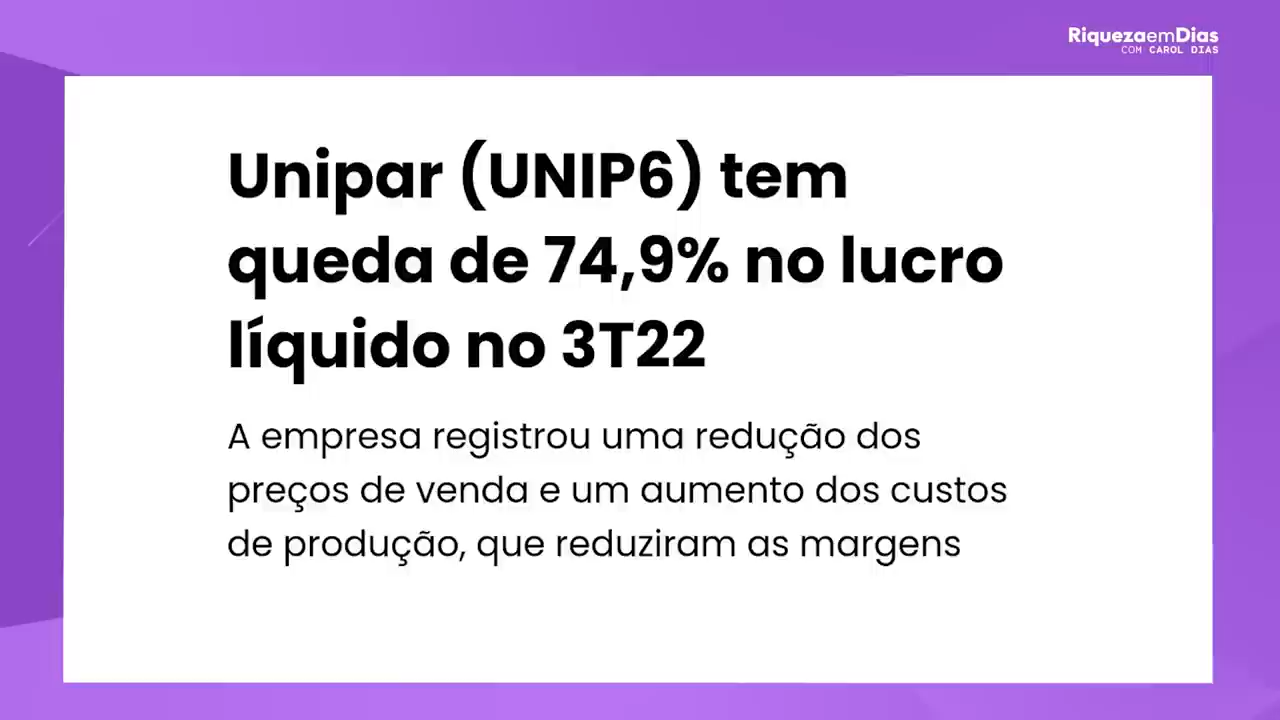 RiquezaemDias
COM CAROL DIAS
Unipar (UNIP6) tem
queda de 74,9% no lucro
líquido no 3T22
A empresa registrou uma redução dos
preços de venda e um aumento dos custos
de produção, que reduziram as margens